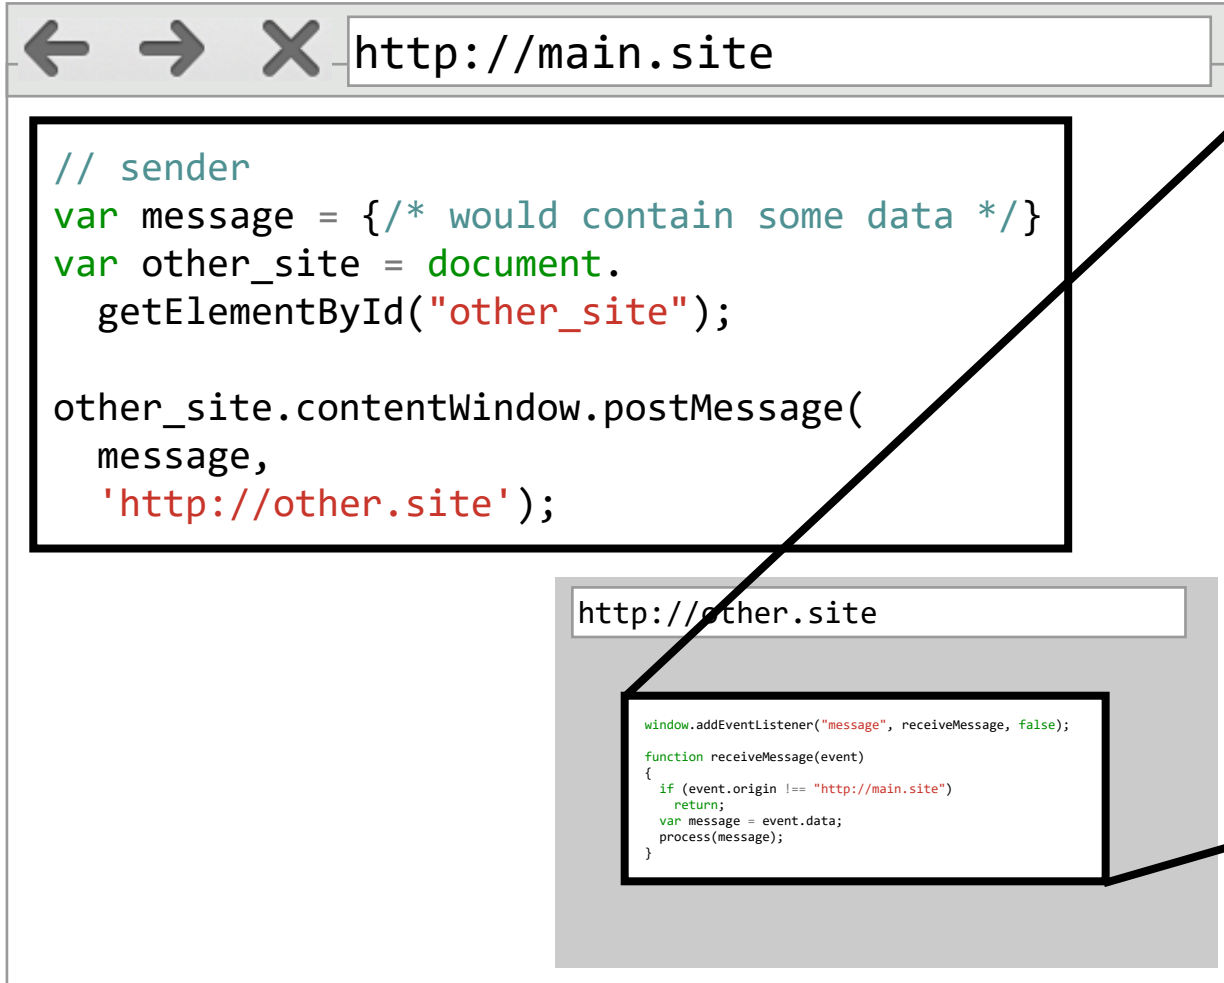 http://main.site
// sender
var message = {/* would contain some data */}
var other_site = document.
  getElementById("other_site");
other_site.contentWindow.postMessage(
  message,
  'http://other.site');
http://other.site
window.addEventListener("message", receiveMessage, false);
function receiveMessage(event)
{
  if (event.origin !== "http://main.site")
    return;
  var message = event.data;
  process(message);
}